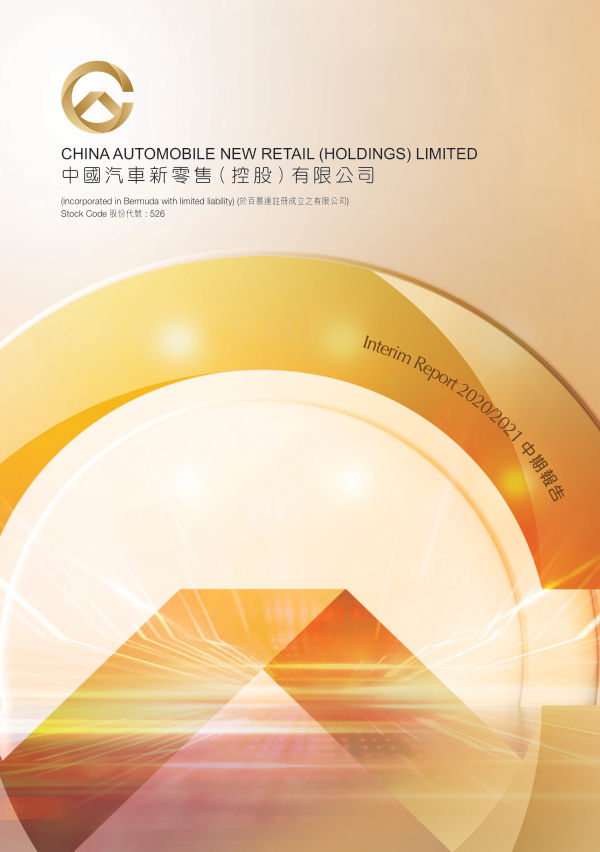 CHINA AUTOMOBILE NEW RETAIL (HOLDINGS) LIMITED
中國汽車新零售（控股）有限公司
(incorporated in Bermuda with limited liability) (於百慕達註冊成立之有限公司)
Stock Code 股份代號 : 526
Interim Report 2020/2021 中期報告